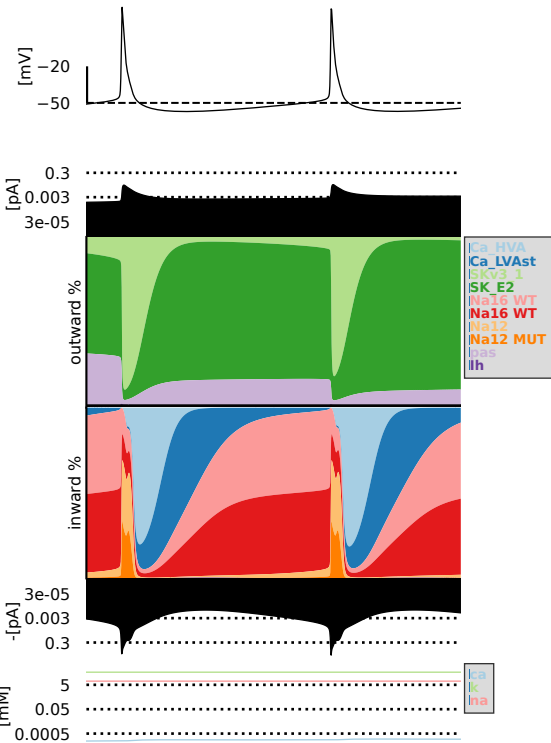 [mV]
−20
−50
[pA]
0.3
0.003
3e-05
outward %
Ca_HVA
Ca_LVAst
SKv3_1
SK_E2
Na16 WT
Na16 WT
Na12
Na12 MUT
pas
Ih
inward %
-[pA]
3e-05
0.003
0.3
[mM]
5
0.05
0.0005
ca
k
na